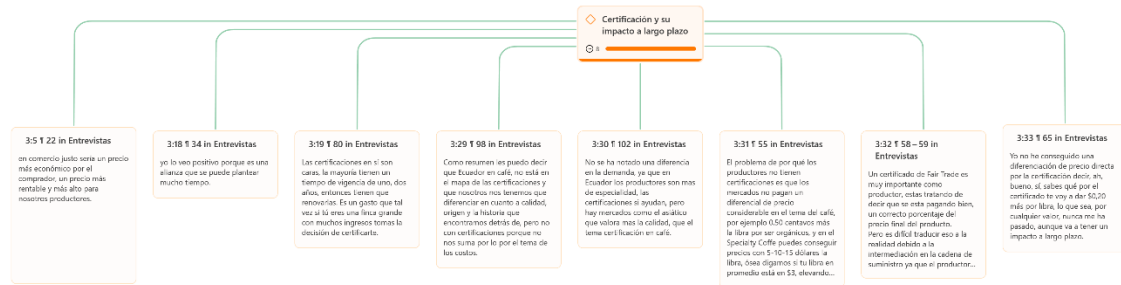 Certificación y su
impacto a largo plazo
8
3:5 ¶ 22 in Entrevistas
en comercio justo sería un precio
más económico por el
comprador, un precio más
rentable y más alto para
nosotros productores.
3:18 ¶ 34 in Entrevistas
yo lo veo positivo porque es una
alianza que se puede plantear
mucho tiempo.
3:19 ¶ 80 in Entrevistas
Las certificaciones en sí son
caras, la mayoría tienen un
tiempo de vigencia de uno, dos
años, entonces tienen que
renovarlas. Es un gasto que tal
vez si tú eres una finca grande
con muchos ingresos tomas la
decisión de certificarte.
3:29 ¶ 98 in Entrevistas
Como resumen les puedo decir
que Ecuador en café, no está en
el mapa de las certificaciones y
que nosotros nos tenemos que
diferenciar en cuanto a calidad,
origen y la historia que
encontramos detrás de, pero no
con certificaciones porque no
nos suma por lo por el tema de
los costos.
3:30 ¶ 102 in Entrevistas
No se ha notado una diferencia
en la demanda, ya que en
Ecuador los productores son mas
de especialidad, las
certificaciones si ayudan, pero
hay mercados como el asiático
que valora mas la calidad, que el
tema certificación en café.
3:31 ¶ 55 in Entrevistas
El problema de por qué los
productores no tienen
certificaciones es que los
mercados no pagan un
diferencial de precio
considerable en el tema del café,
por ejemplo 0.50 centavos más
la libra por ser orgánicos, y en el
Specialty Coffe puedes conseguir
precios con 5-10-15 dólares la
libra, ósea digamos si tu libra en
promedio está en $3, elevando...
3:32 ¶ 58 – 59 in
Entrevistas
Un certificado de Fair Trade es
muy importante como
productor, estas tratando de
decir que se esta pagando bien,
un correcto porcentaje del
precio final del producto.
Pero es difícil traducir eso a la
realidad debido a la
intermediación en la cadena de
suministro ya que el productor...
3:33 ¶ 65 in Entrevistas
Yo no he conseguido una
diferenciación de precio directa
por la certificación decir, ah,
bueno, sí, sabes qué por el
certificado te voy a dar $0,20
más por libra, lo que sea, por
cualquier valor, nunca me ha
pasado, aunque va a tener un
impacto a largo plazo.